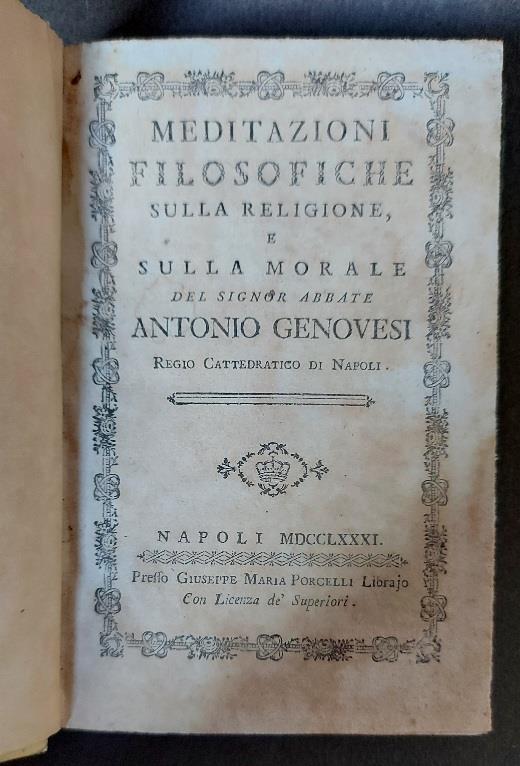 MEDITAZIONI
FILOSOFICHE
SULLA RELIGIONE,
E
SULLA MORALE
DEL SIGNOR ABBATE
ANTONIO GENOVESI
REGIO CATTEDRATICO DI NAPOLI.
NAPOLI MDCCLXXXI.
Presso GIUSEPPE MARIA PORCELLI Librajo
Con Licenza de' Superiori.